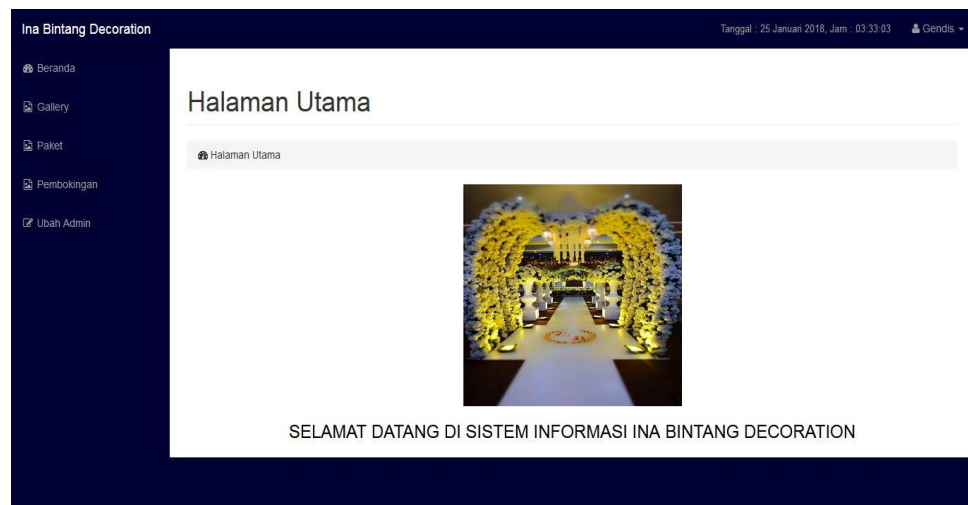 Ina Bintang Decoration
Tanggal : 25 Januari 2018, Jam : 03:33:03
Gendis
Beranda
Gallery
Paket
Pembokingan
Ubah Admin
Halaman Utama
Halaman Utama
SELAMAT DATANG DI SISTEM INFORMASI INA BINTANG DECORATION